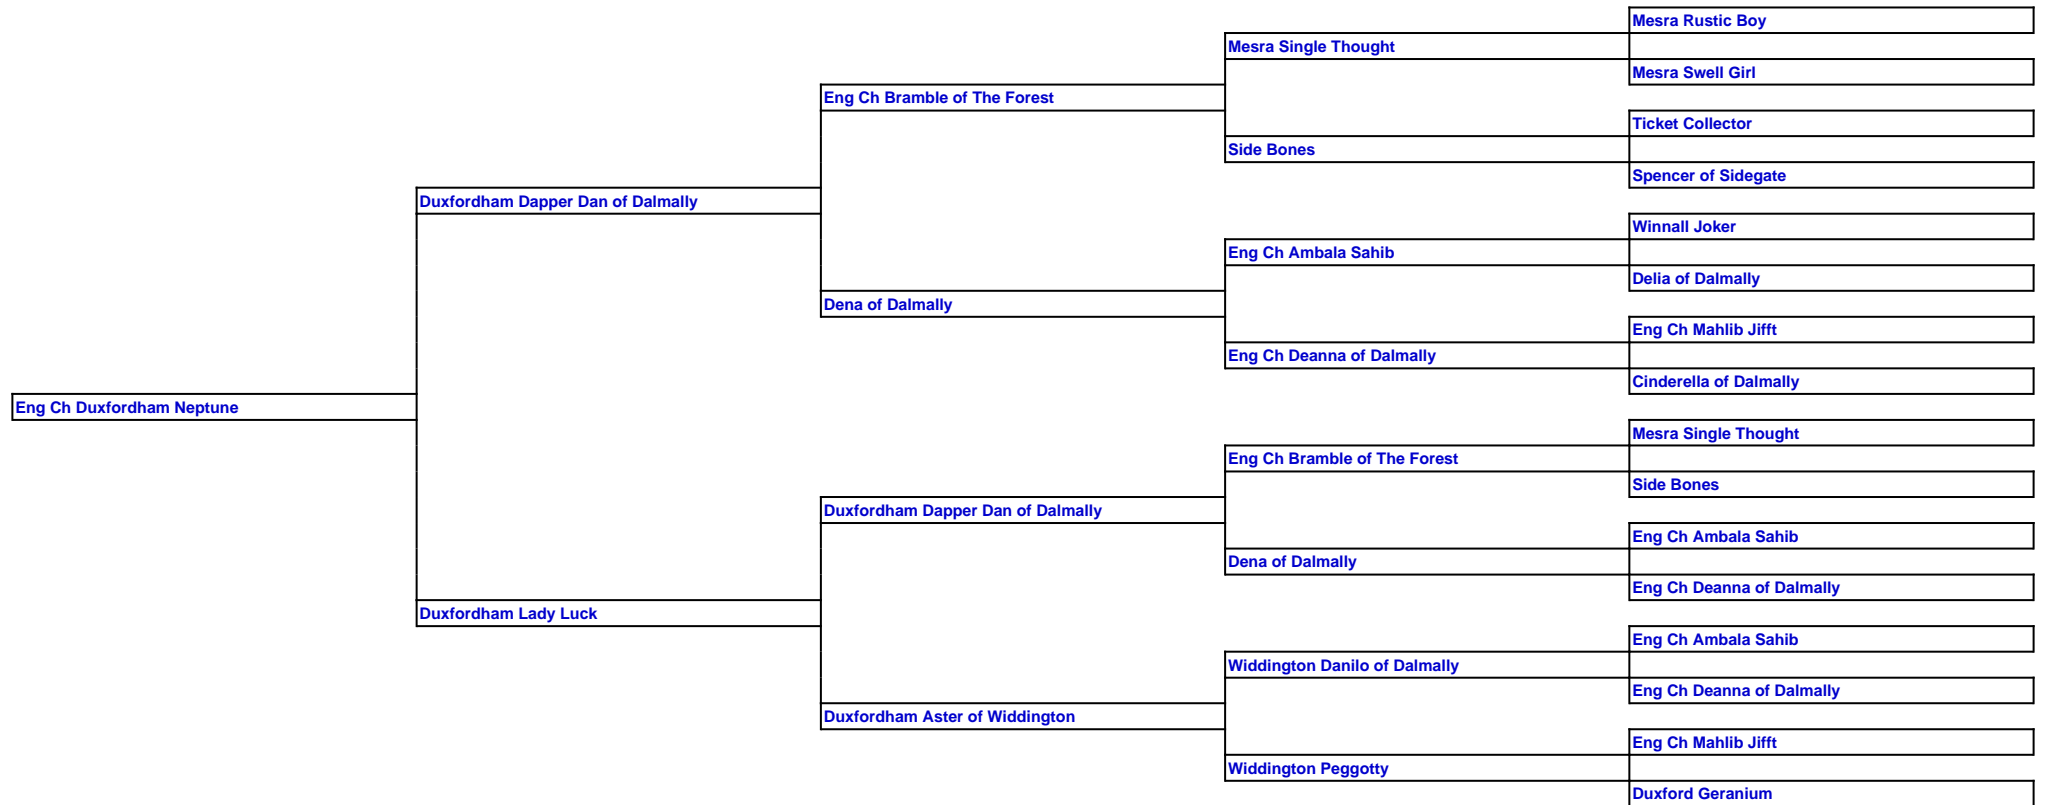 Mesra Rustic Boy
Mesra Single Thought
Mesra Swell Girl
Eng Ch Bramble of The Forest
Ticket Collector
Side Bones
Spencer of Sidegate
Duxfordham Dapper Dan of Dalmally
Winnall Joker
Eng Ch Ambala Sahib
Delia of Dalmally
Dena of Dalmally
Eng Ch Mahlib Jifft
Eng Ch Deanna of Dalmally
Cinderella of Dalmally
Eng Ch Duxfordham Neptune
Mesra Single Thought
Eng Ch Bramble of The Forest
Side Bones
Duxfordham Dapper Dan of Dalmally
Eng Ch Ambala Sahib
Dena of Dalmally
Eng Ch Deanna of Dalmally
Duxfordham Lady Luck
Eng Ch Ambala Sahib
Widdington Danilo of Dalmally
Eng Ch Deanna of Dalmally
Duxfordham Aster of Widdington
Eng Ch Mahlib Jifft
Widdington Peggotty
Duxford Geranium